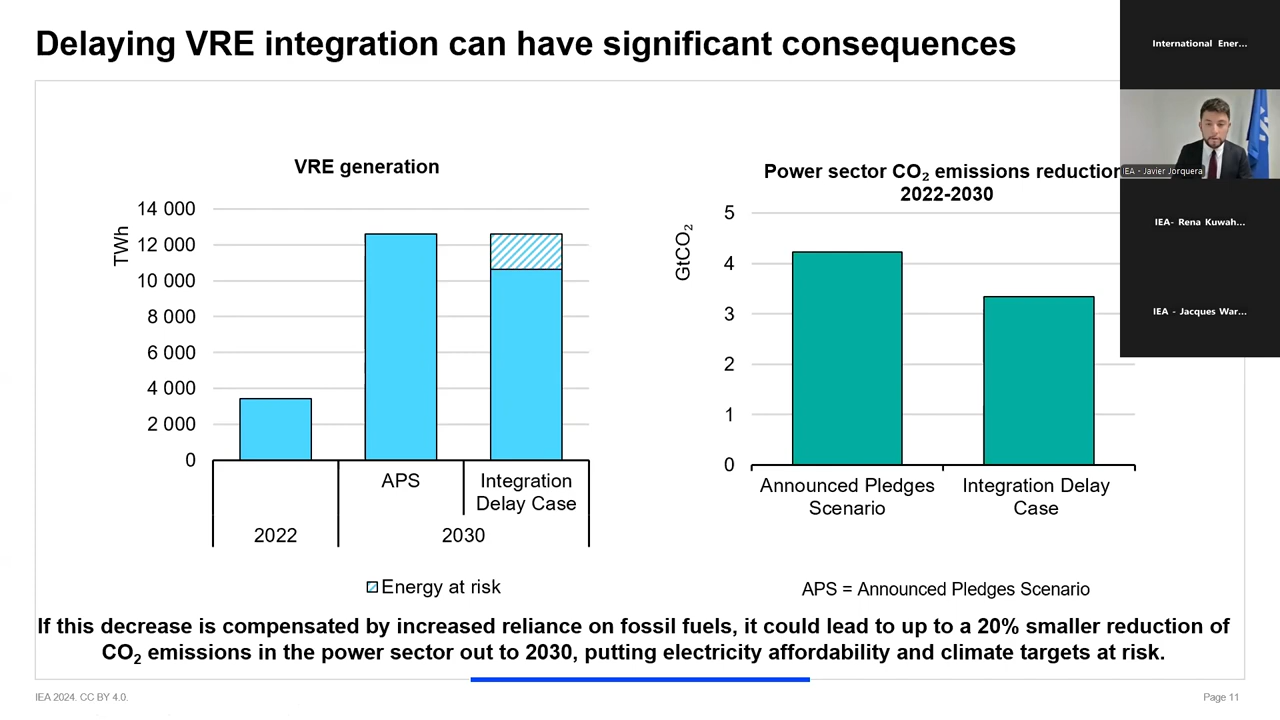 Delaying VRE integration can have significant consequences
International Ener...
IEA - Javier Jorquera
IEA- Rena Kuwah...
IEA - Jacques War...
VRE generation
TWh
14 000
12 000
10 000
8 000
6 000
4 000
2 000
0
APS
Integration
Delay Case
2022
2030
Energy at risk
Power sector CO₂ emissions reduction
2022-2030
GtCO₂
5
4
3
2
1
0
Announced Pledges
Scenario
Integration Delay
Case
APS = Announced Pledges Scenario
If this decrease is compensated by increased reliance on fossil fuels, it could lead to up to a 20% smaller reduction of
CO₂ emissions in the power sector out to 2030, putting electricity affordability and climate targets at risk.
IEA 2024. CC BY 4.0.
Page 11